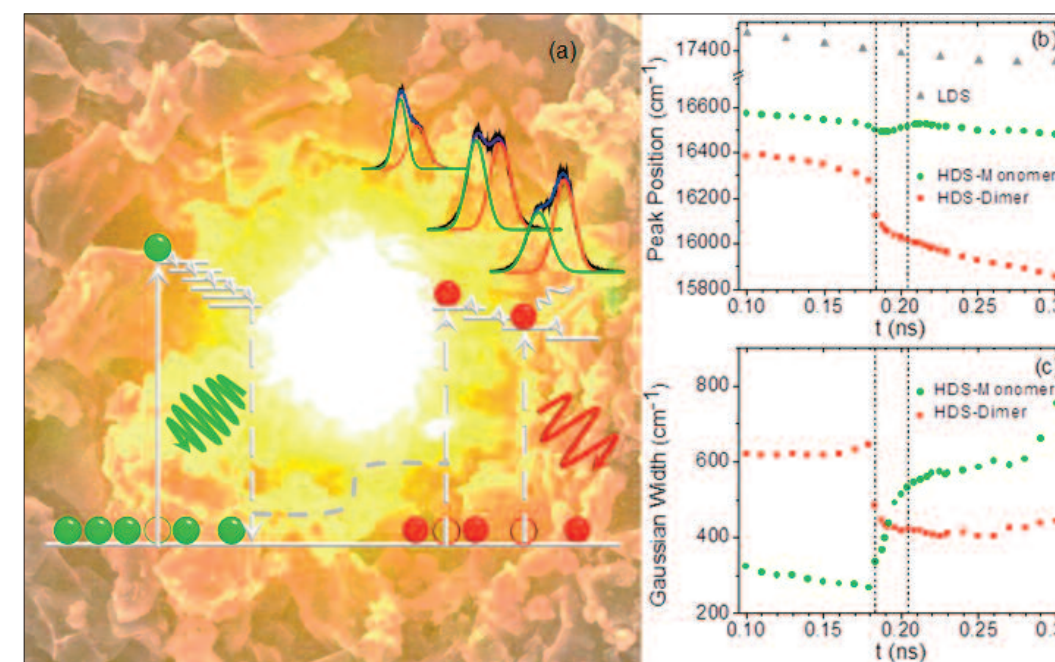 (a)
(b)
Peak Position (cm⁻¹)
17400
16600
16400
16200
16000
15800
LDS
HDS-Monomer
HDS-Dimer
0.10 0.15 0.20 0.25
t (ns)
(c)
Gaussian Width (cm⁻¹)
800
600
400
200
HDS-Monomer
HDS-Dimer
0.10 0.15 0.20 0.25
t (ns)